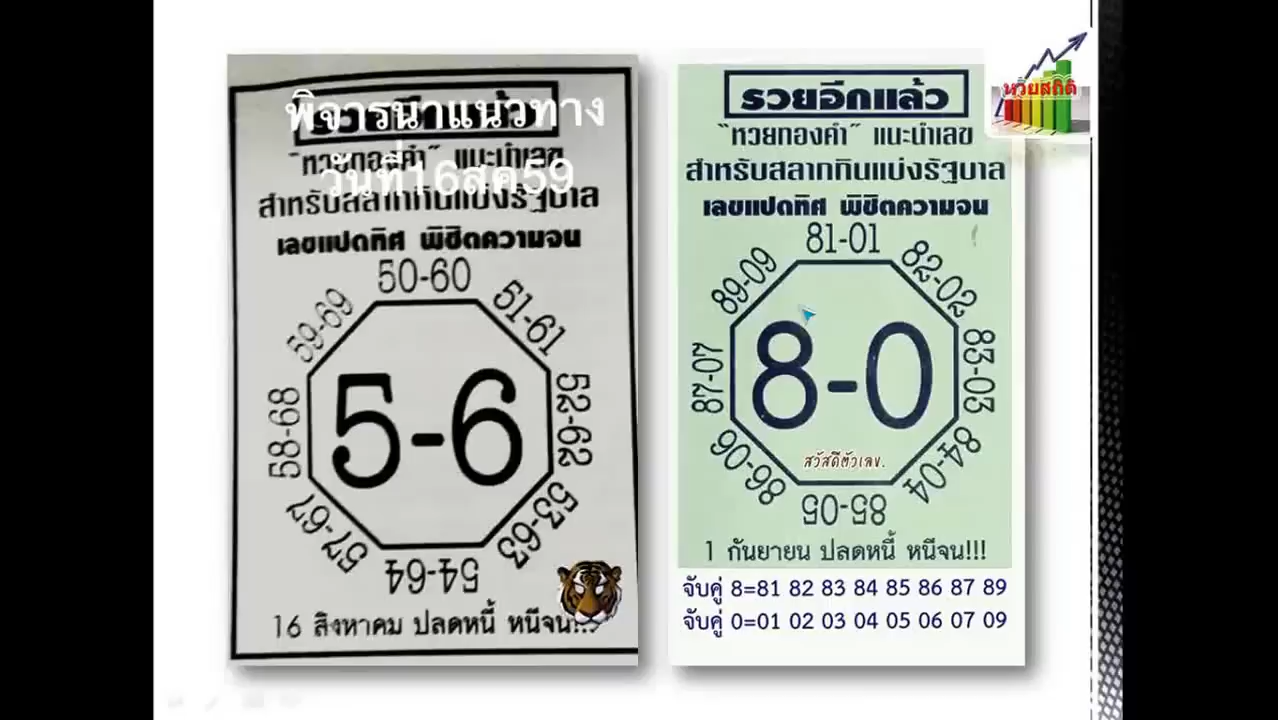 พิจารนาแนวทาง
วันที่16สค59
รวยอีกแล้ว
"หวยทองคำ" แนะนำเลข
สำหรับสลากกินแบ่งรัฐบาล
เลขแปดทิศ พิชิตความจน
50-60
51-61
52-62
53-63
54-64
57-67
58-68
59-69
5-6
16 สิงหาคม ปลดหนี้ หนีจน!!!
หวยสถิติ
รวยอีกแล้ว
"หวยทองคำ" แนะนำเลข
สำหรับสลากกินแบ่งรัฐบาล
เลขแปดทิศ พิชิตความจน
81-01
82-02
83-03
84-04
85-05
86-06
87-07
89-09
8-0
สวัสดีตัวเลข.
1 กันยายน ปลดหนี้ หนีจน!!!
จับคู่ 8=81 82 83 84 85 86 87 89
จับคู่ 0=01 02 03 04 05 06 07 09